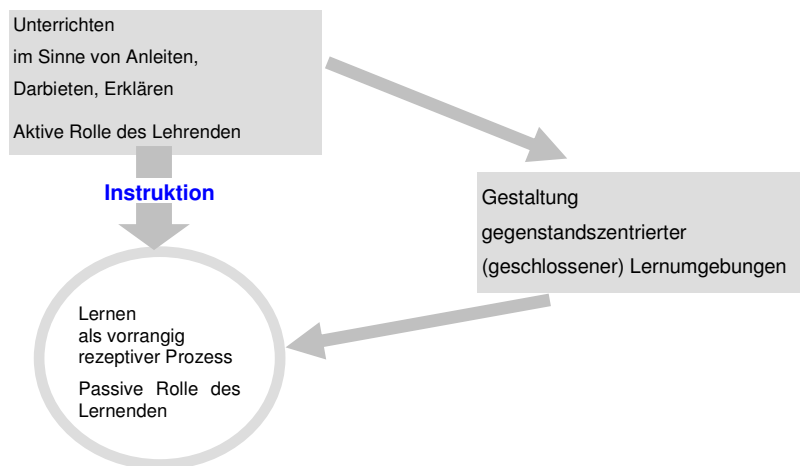 Unterrichten
im Sinne von Anleiten,
Darbieten, Erklären
Aktive Rolle des Lehrenden
Instruktion
Gestaltung
gegenstandszentrierter
(geschlossener) Lernumgebungen
Lernen
als vorrangig
rezeptiver Prozess
Passive Rolle des
Lernenden